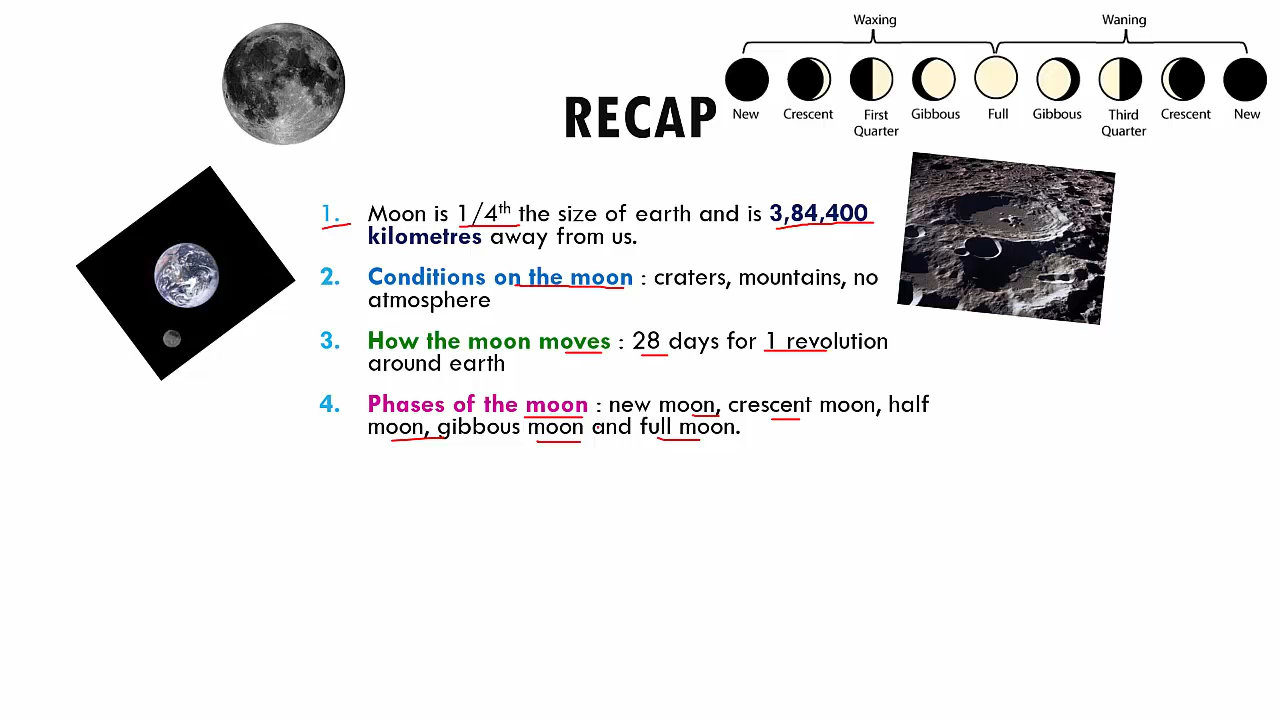 Waxing Waning
New Crescent First Quarter Gibbous Full Gibbous Third Quarter Crescent New
RECAP
1. Moon is 1/4th the size of earth and is 3,84,400
kilometres away from us.
2. Conditions on the moon : craters, mountains, no
atmosphere
3. How the moon moves : 28 days for 1 revolution
around earth
4. Phases of the moon : new moon, crescent moon, half
moon, gibbous moon and full moon.